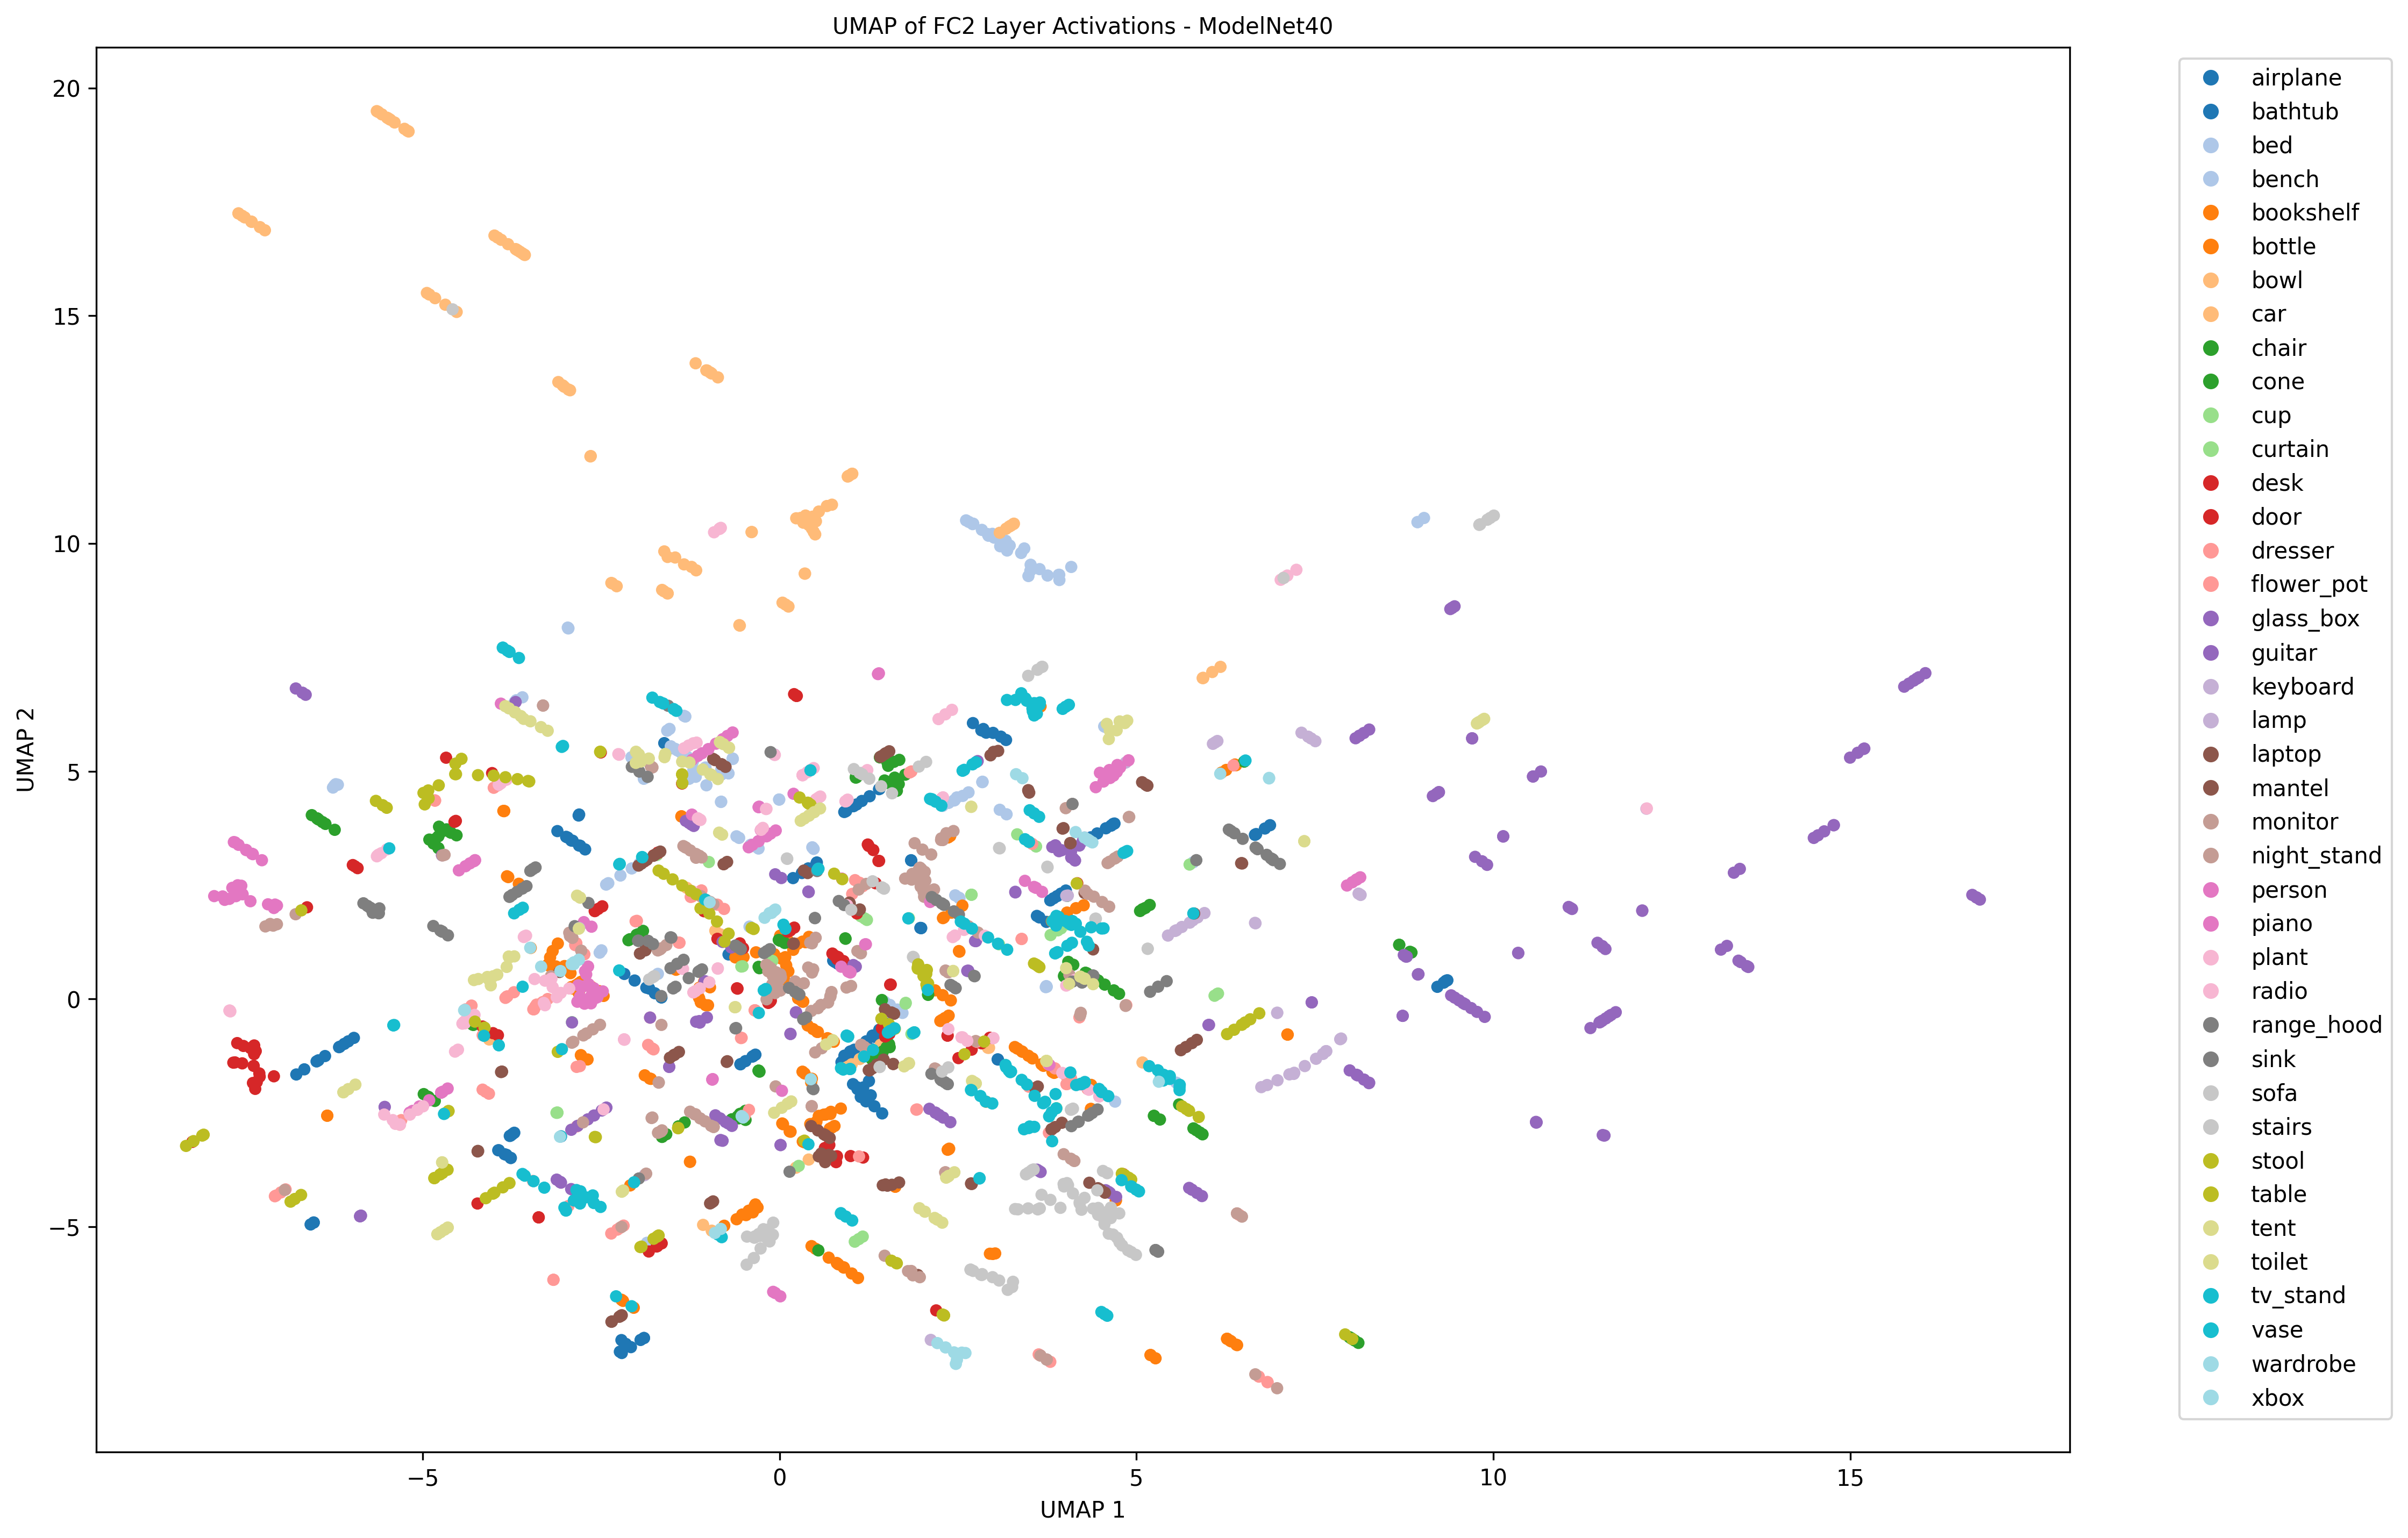 UMAP of FC2 Layer Activations - ModelNet40
20
15
10
5
0
−5
UMAP 2
−5
0
5
10
15
UMAP 1
airplane
bathtub
bed
bench
bookshelf
bottle
bowl
car
chair
cone
cup
curtain
desk
door
dresser
flower_pot
glass_box
guitar
keyboard
lamp
laptop
mantel
monitor
night_stand
person
piano
plant
radio
range_hood
sink
sofa
stairs
stool
table
tent
toilet
tv_stand
vase
wardrobe
xbox